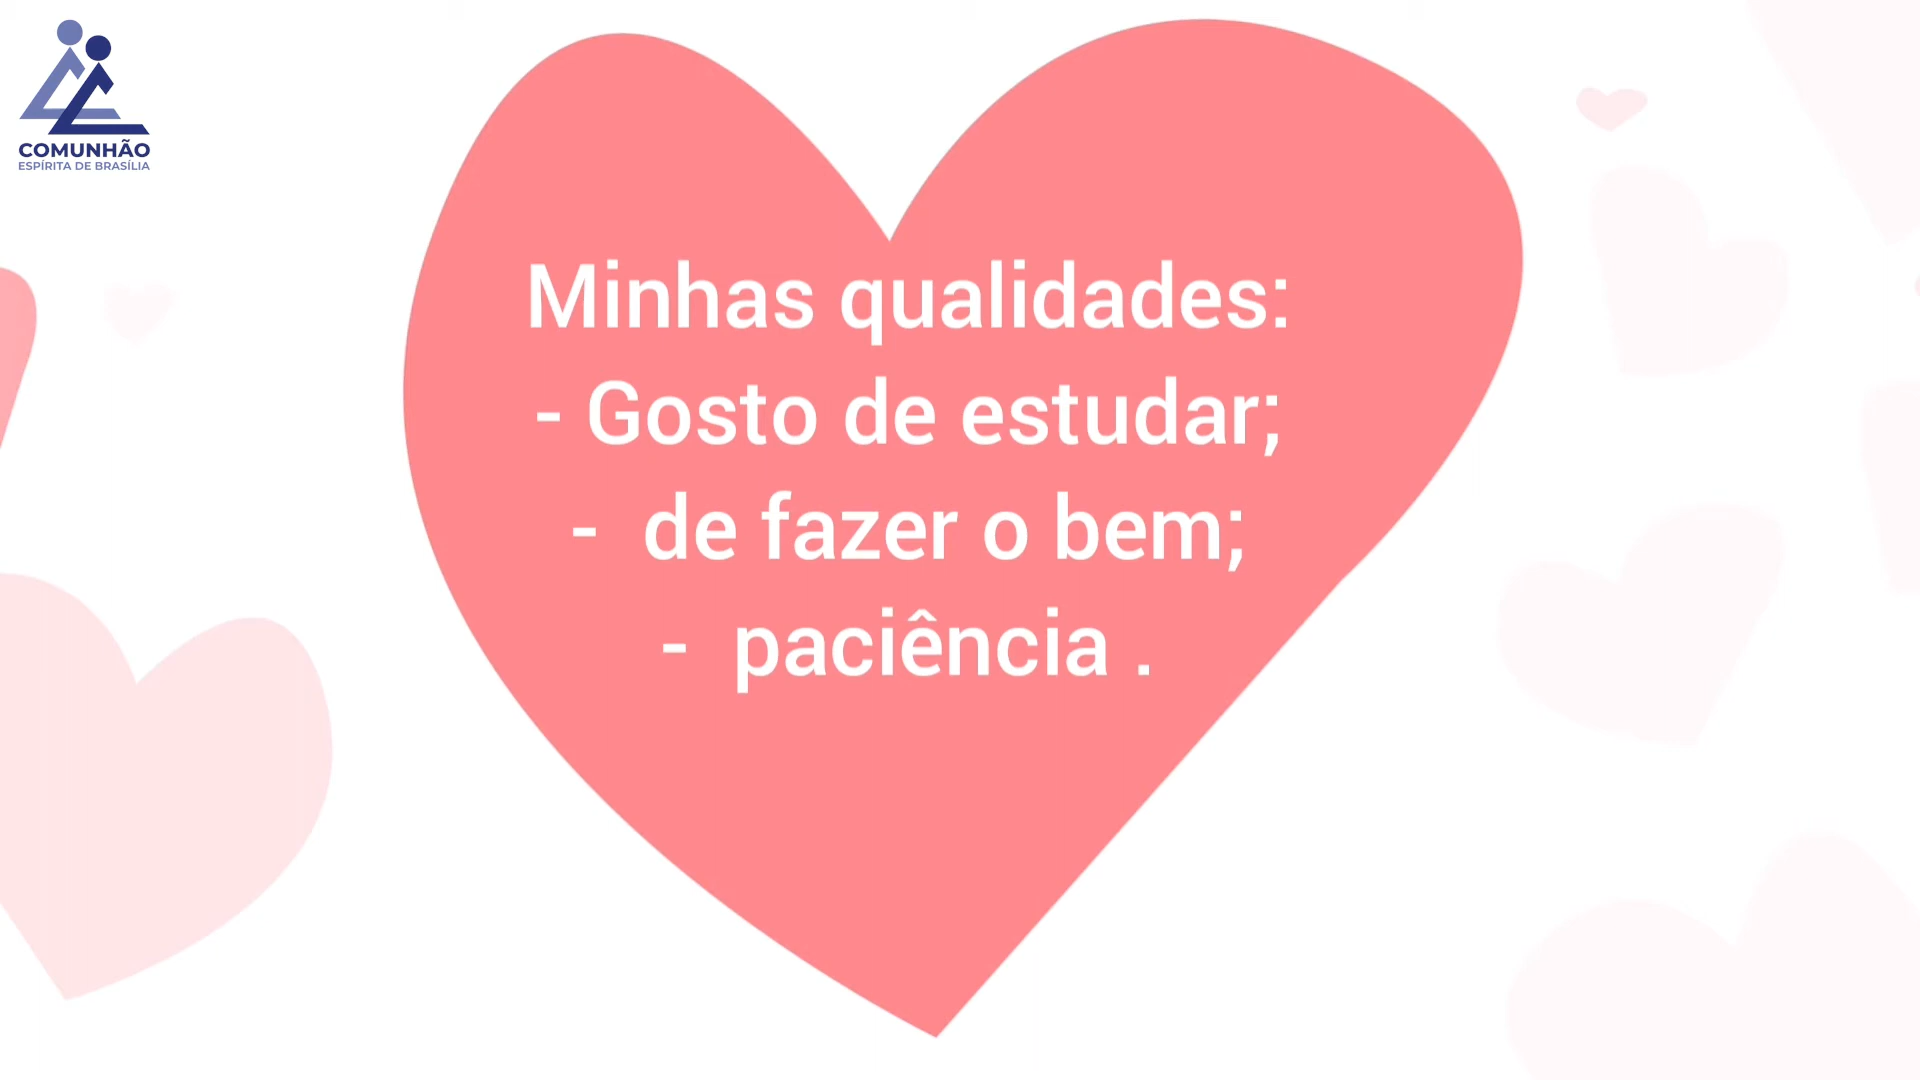 COMUNHÃO
ESPÍRITA DE BRASÍLIA
Minhas qualidades:
- Gosto de estudar;
- de fazer o bem;
- paciência .